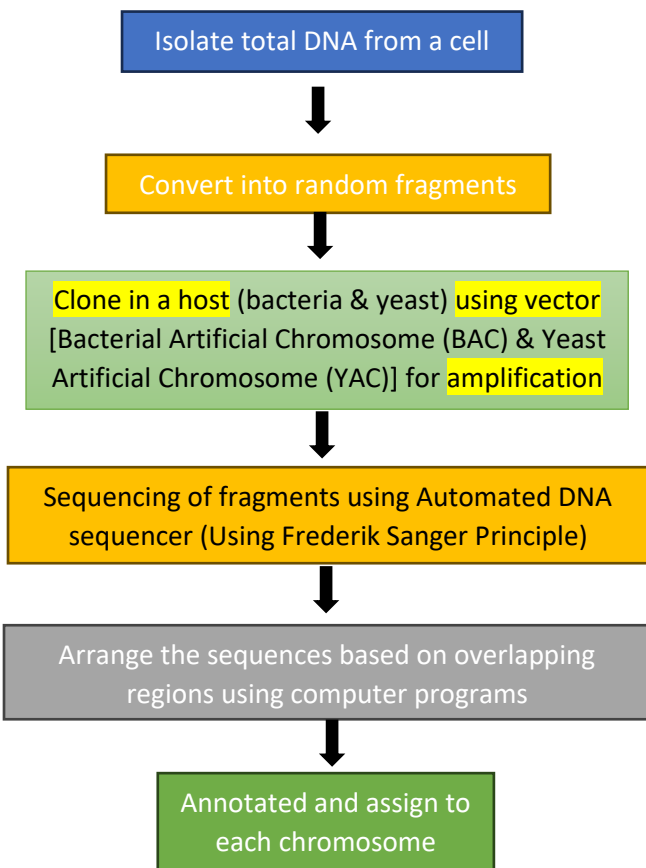 Isolate total DNA from a cell
Convert into random fragments
Clone in a host (bacteria & yeast) using vector
[Bacterial Artificial Chromosome (BAC) & Yeast
Artificial Chromosome (YAC)] for amplification
Sequencing of fragments using Automated DNA
sequencer (Using Frederik Sanger Principle)
Arrange the sequences based on overlapping
regions using computer programs
Annotated and assign to
each chromosome